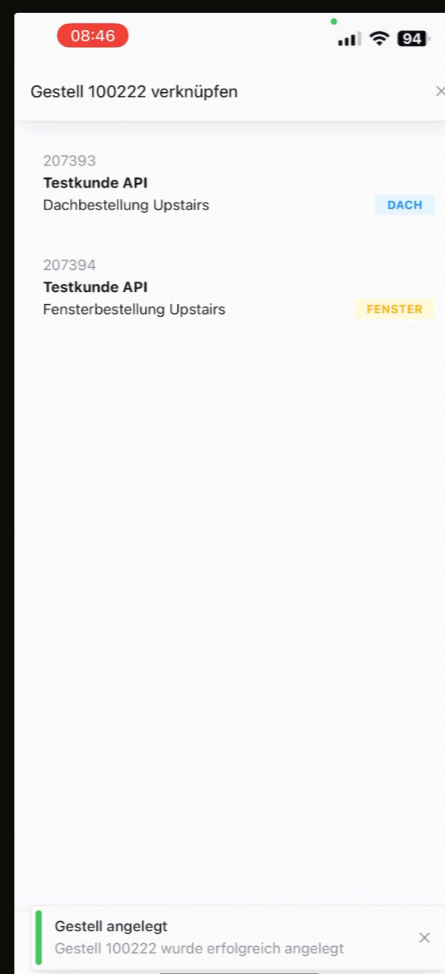 08:46
94
Gestell 100222 verknüpfen
207393
Testkunde API
Dachbestellung Upstairs
DACH
207394
Testkunde API
Fensterbestellung Upstairs
FENSTER
Gestell angelegt
Gestell 100222 wurde erfolgreich angelegt